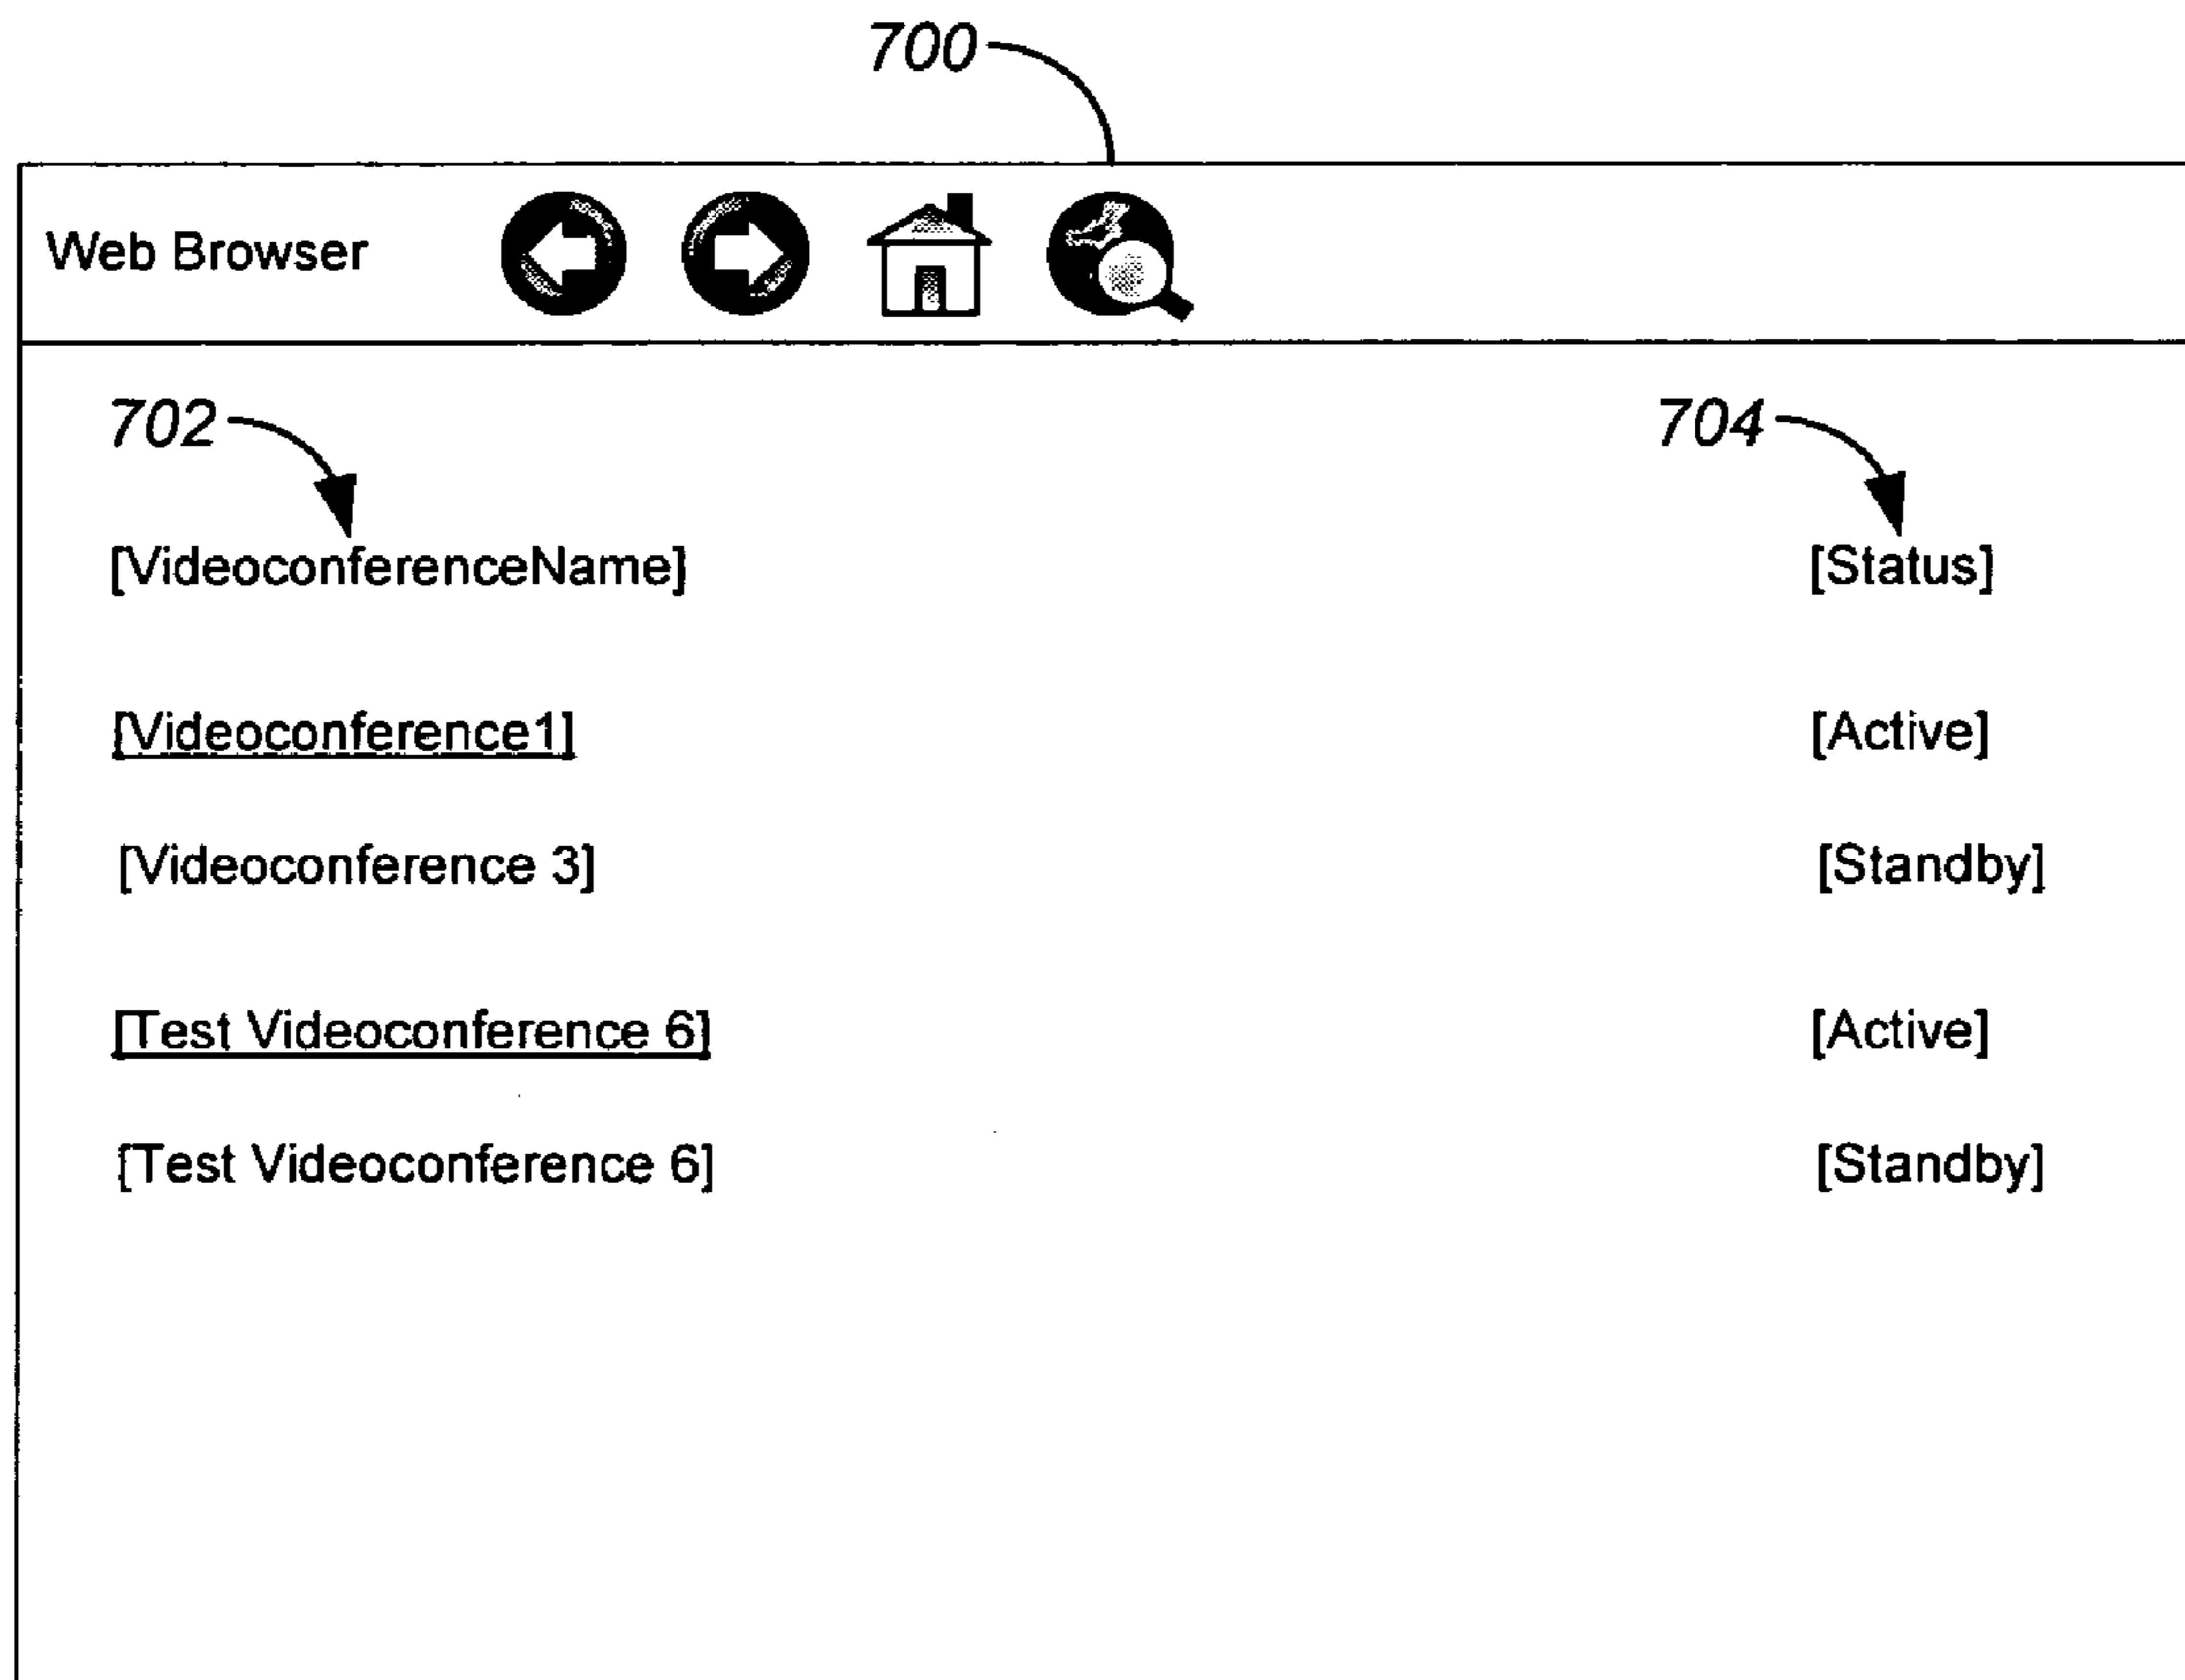 700
Web Browser
702 704
[VideoconferenceName] [Status]
[Videoconference1] [Active]
[Videoconference 3] [Standby]
[Test Videoconference 6] [Active]
[Test Videoconference 6] [Standby]